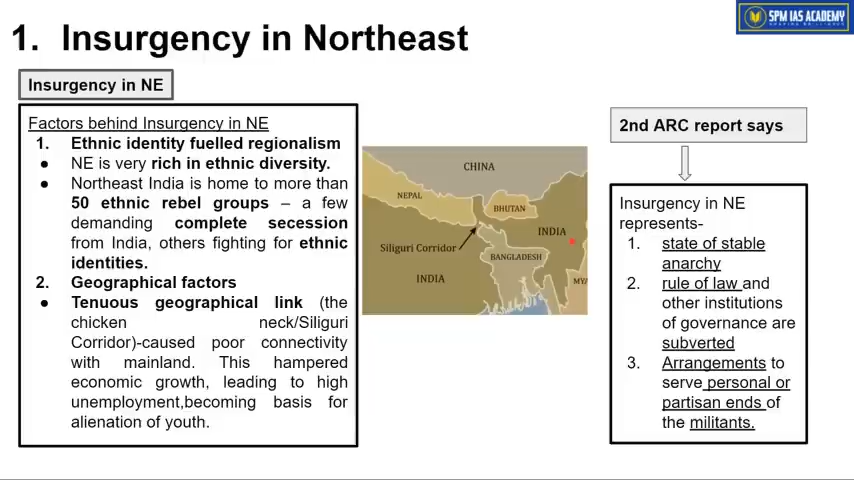 SPM IAS ACADEMY
1. Insurgency in Northeast
Insurgency in NE
Factors behind Insurgency in NE
1. Ethnic identity fuelled regionalism
● NE is very rich in ethnic diversity.
● Northeast India is home to more than
50 ethnic rebel groups – a few
demanding complete secession
from India, others fighting for ethnic
identities.
2. Geographical factors
● Tenuous geographical link (the
chicken neck/Siliguri
Corridor)-caused poor connectivity
with mainland. This hampered
economic growth, leading to high
unemployment,becoming basis for
alienation of youth.
CHINA
NEPAL
BHUTAN
INDIA
Siliguri Corridor
BANGLADESH
INDIA
MYA
2nd ARC report says
Insurgency in NE
represents-
1. state of stable
anarchy
2. rule of law and
other institutions
of governance are
subverted
3. Arrangements to
serve personal or
partisan ends of
the militants.